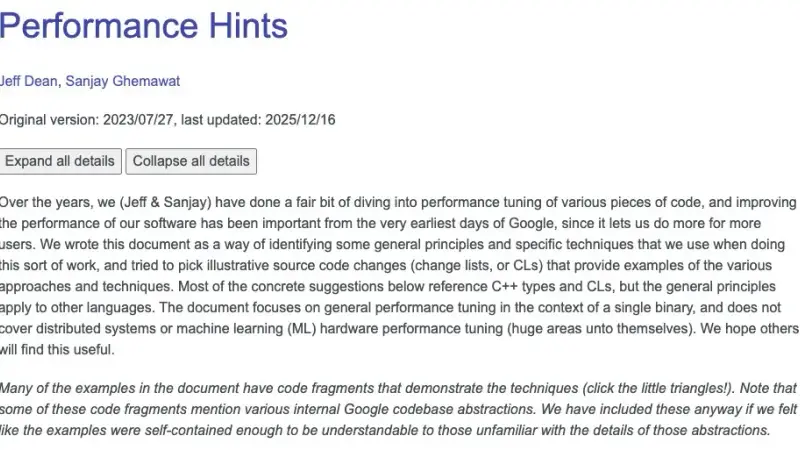 Performance Hints
Jeff Dean, Sanjay Ghemawat
Original version: 2023/07/27, last updated: 2025/12/16
Expand all details Collapse all details
Over the years, we (Jeff & Sanjay) have done a fair bit of diving into performance tuning of various pieces of code, and improving
the performance of our software has been important from the very earliest days of Google, since it lets us do more for more
users. We wrote this document as a way of identifying some general principles and specific techniques that we use when doing
this sort of work, and tried to pick illustrative source code changes (change lists, or CLs) that provide examples of the various
approaches and techniques. Most of the concrete suggestions below reference C++ types and CLs, but the general principles
apply to other languages. The document focuses on general performance tuning in the context of a single binary, and does not
cover distributed systems or machine learning (ML) hardware performance tuning (huge areas unto themselves). We hope others
will find this useful.
Many of the examples in the document have code fragments that demonstrate the techniques (click the little triangles!). Note that
some of these code fragments mention various internal Google codebase abstractions. We have included these anyway if we felt
like the examples were self-contained enough to be understandable to those unfamiliar with the details of those abstractions.